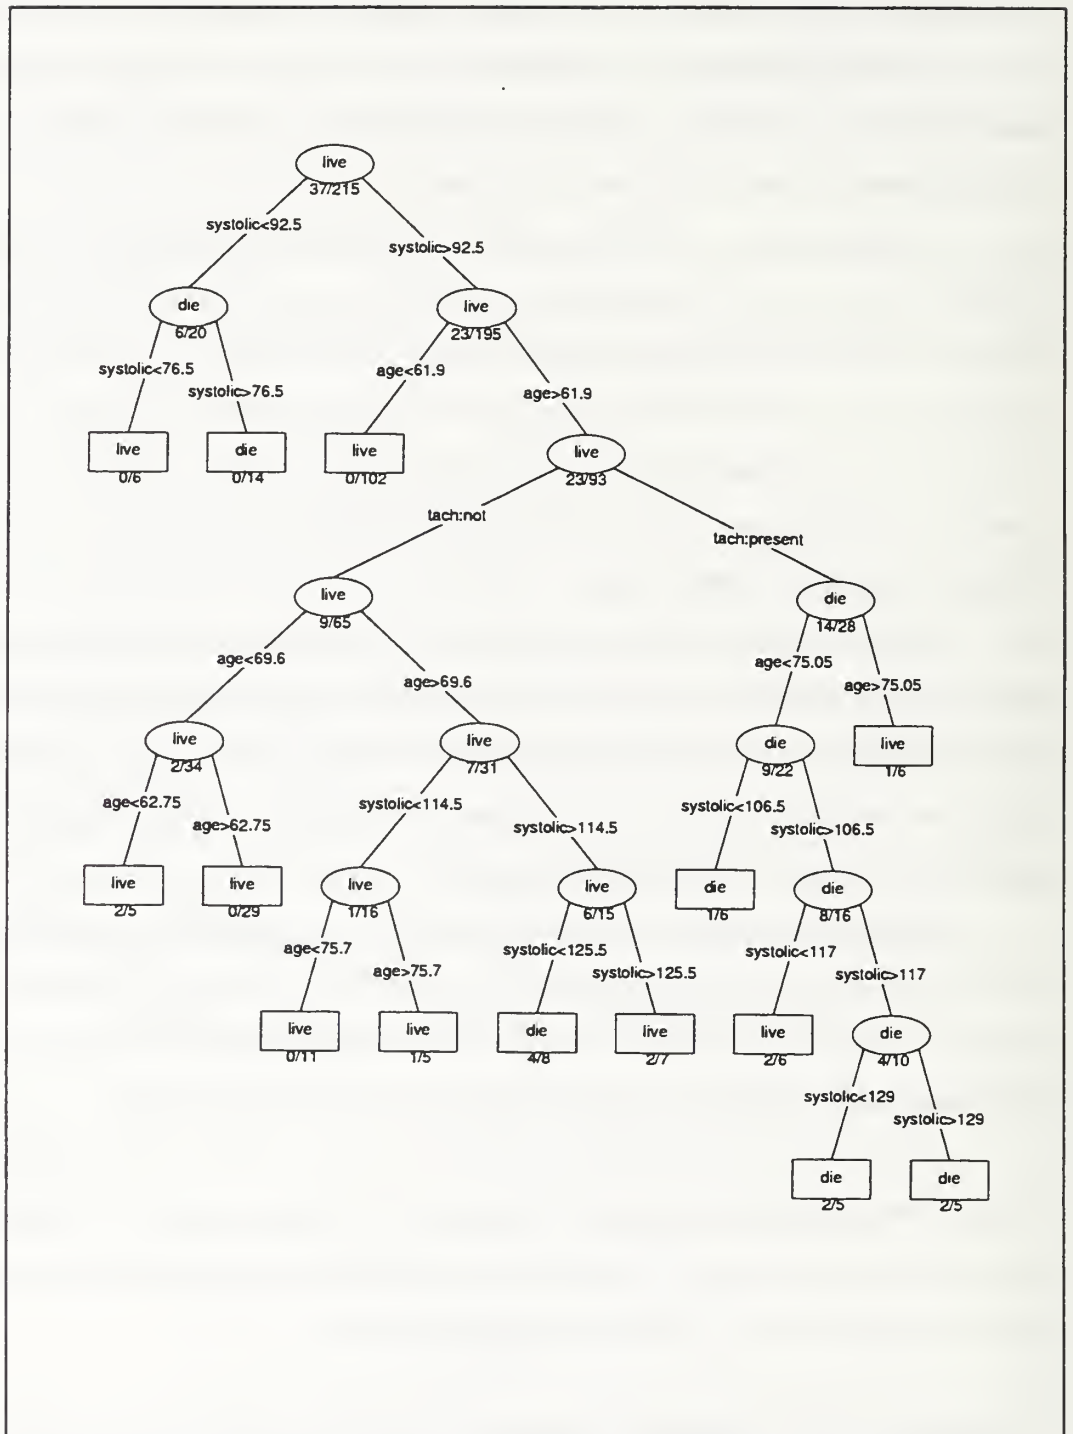 live
37/215
systolic<92.5
systolic>92.5
die
6/20
live
23/195
systolic<76.5
systolic>76.5
age<61.9
age>61.9
live
0/6
die
0/14
live
0/102
live
23/93
tach:not
tach:present
live
9/65
die
14/28
age<69.6
age>69.6
age<75.05
age>75.05
live
2/34
live
7/31
die
9/22
live
1/6
age<62.75
age>62.75
systolic<114.5
systolic>114.5
systolic<106.5
systolic>106.5
live
2/5
live
0/29
live
1/16
live
6/15
die
1/6
die
8/16
age<75.7
age>75.7
systolic<125.5
systolic>125.5
systolic<117
systolic>117
live
0/11
live
1/5
die
4/8
live
2/7
live
2/6
die
4/10
systolic<129
systolic>129
die
2/5
die
2/5